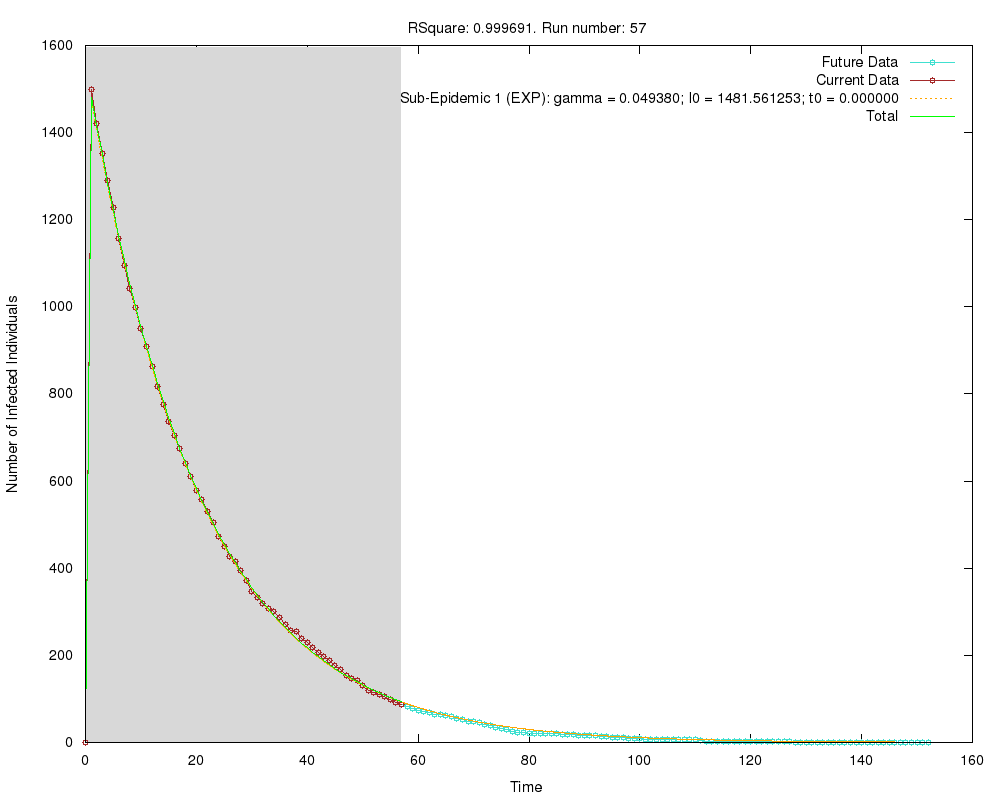 RSquare: 0.999691. Run number: 57
1600
1400
1200
1000
800
600
400
200
0
Future Data
Current Data
Sub-Epidemic 1 (EXP): gamma = 0.049380; I0 = 1481.561253; t0 = 0.000000
Total
Number of Infected Individuals
0 20 40 60 80 100 120 140 160
Time